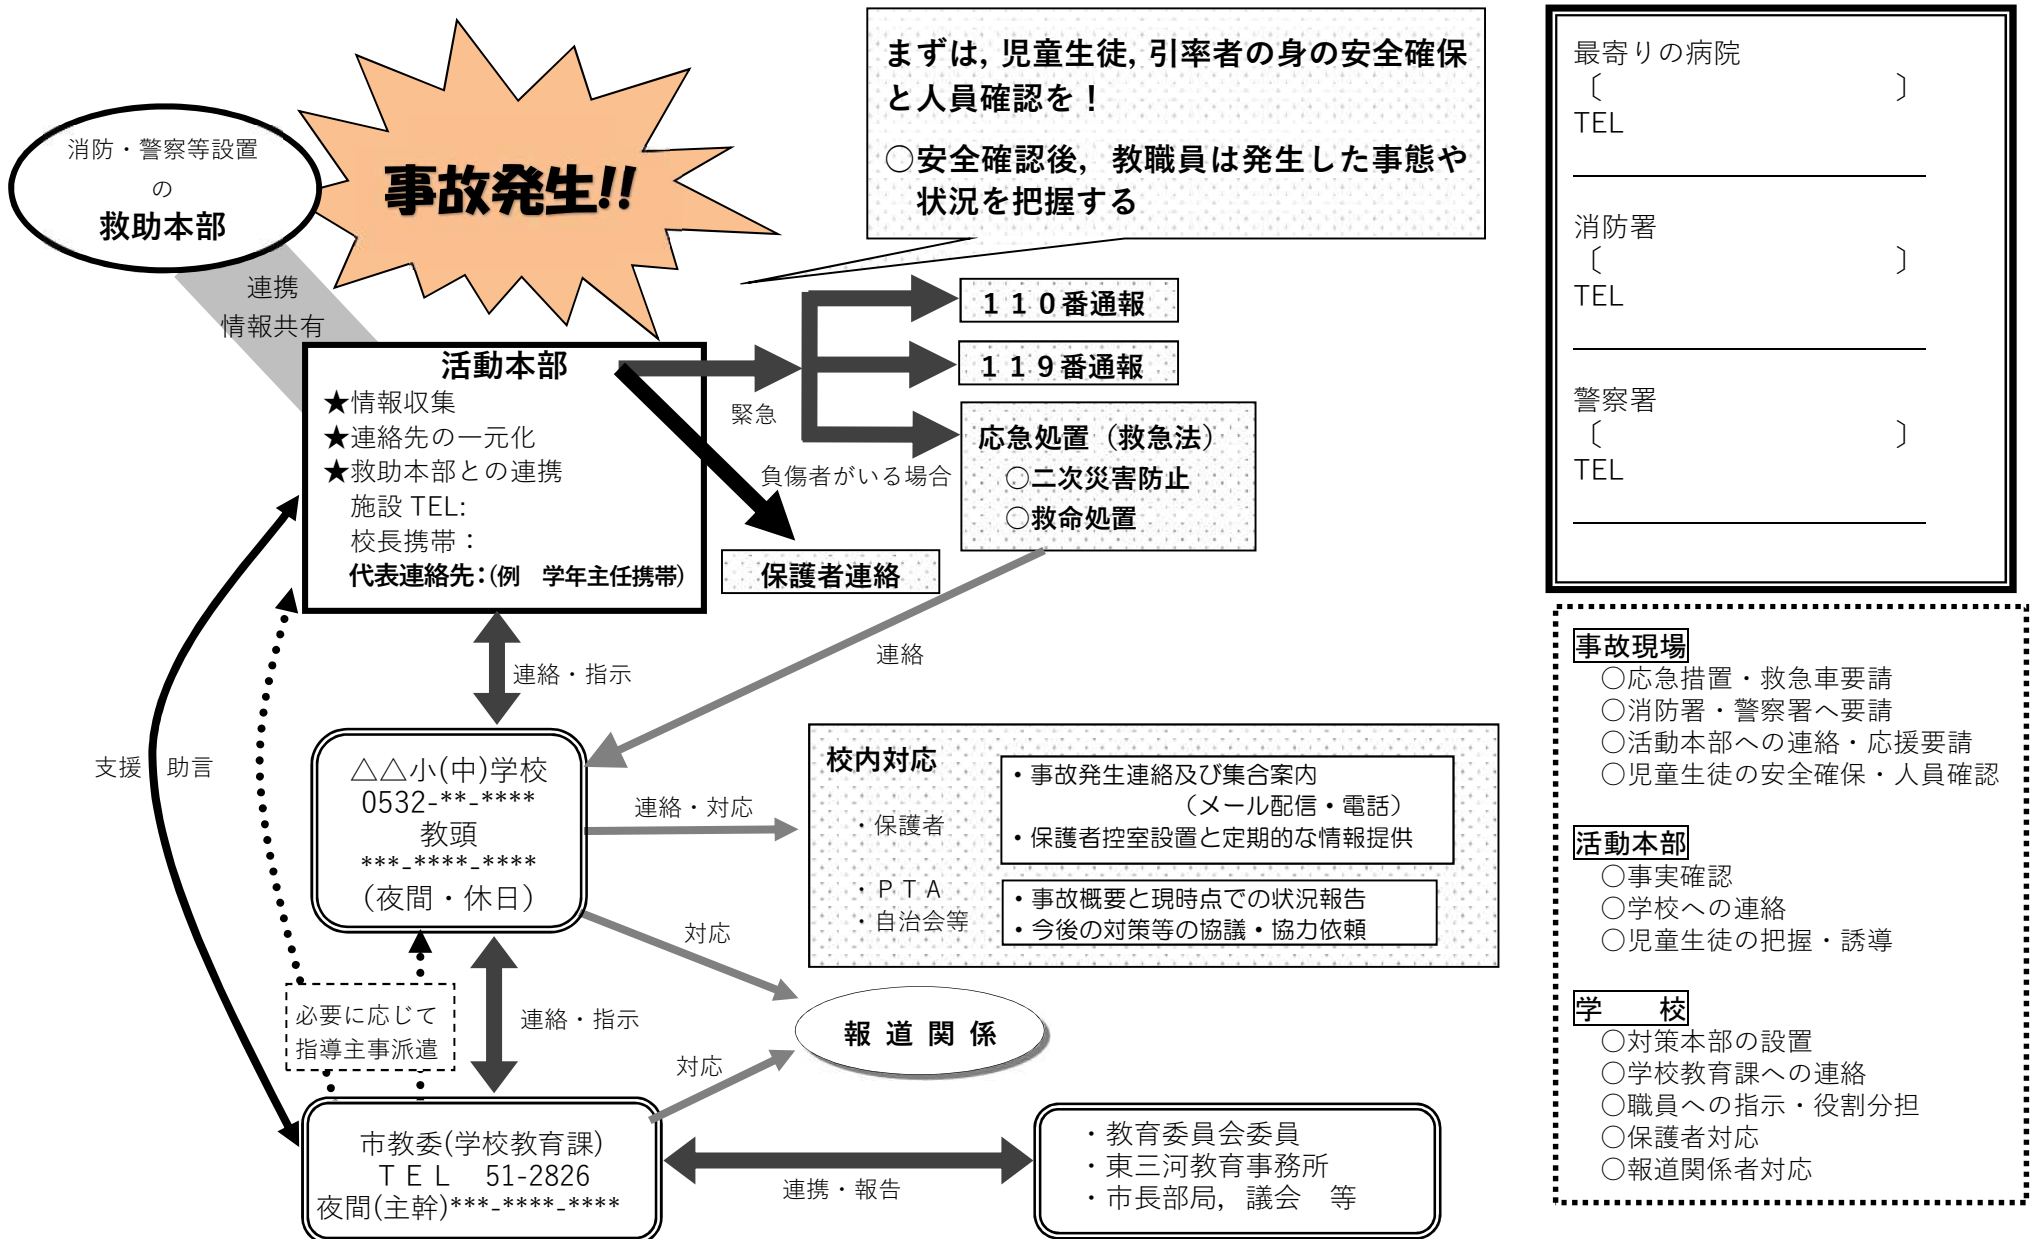 まずは,児童生徒,引率者の身の安全確保
と人員確認を！
○安全確認後，教職員は発生した事態や
状況を把握する
消防・警察等設置
の
救助本部
事故発生!!
連携
情報共有
活動本部
★情報収集
★連絡先の一元化
★救助本部との連携
施設 TEL:
校長携帯：
代表連絡先：(例　学年主任携帯)
緊急
１１０番通報
１１９番通報
負傷者がいる場合
応急処置（救急法）
○二次災害防止
○救命処置
保護者連絡
連絡・指示
連絡
支援
助言
△△小(中)学校
0532-**-****
教頭
***-****-****
(夜間・休日)
連絡・対応
校内対応
・保護者
・事故発生連絡及び集合案内
（メール配信・電話）
・保護者控室設置と定期的な情報提供
・ＰＴＡ
・自治会等
・事故概要と現時点での状況報告
・今後の対策等の協議・協力依頼
対応
必要に応じて
指導主事派遣
連絡・指示
報道関係
対応
市教委(学校教育課)
ＴＥＬ　51-2826
夜間(主幹)***-****-****
連携・報告
・教育委員会委員
・東三河教育事務所
・市長部局，議会　等
最寄りの病院
〔　　　　　　　　　　　〕
TEL
消防署
〔　　　　　　　　　　　〕
TEL
警察署
〔　　　　　　　　　　　〕
TEL
事故現場
○応急措置・救急車要請
○消防署・警察署へ要請
○活動本部への連絡・応援要請
○児童生徒の安全確保・人員確認
活動本部
○事実確認
○学校への連絡
○児童生徒の把握・誘導
学　　校
○対策本部の設置
○学校教育課への連絡
○職員への指示・役割分担
○保護者対応
○報道関係者対応